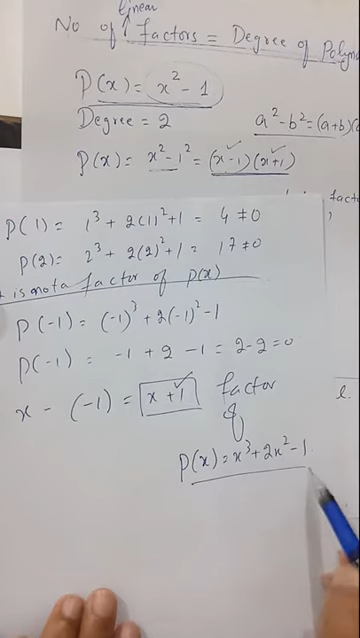 linear
No of ↑ factors = Degree of Polyno
P(x) = x² - 1
Degree = 2
a² - b² = (a+b)(
P(x) = x² - 1² = (x-1)(x+1)
facto
P(1) = 1³ + 2(1)² + 1 = 4 ≠ 0
P(2) = 2³ + 2(2)² + 1 = 17 ≠ 0
is not a factor of p(x)
P(-1) = (-1)³ + 2(-1)² - 1
P(-1) = -1 + 2 - 1 = 2-2 = 0
x - (-1) = x + 1 factor
of
P(x) = x³ + 2x² - 1